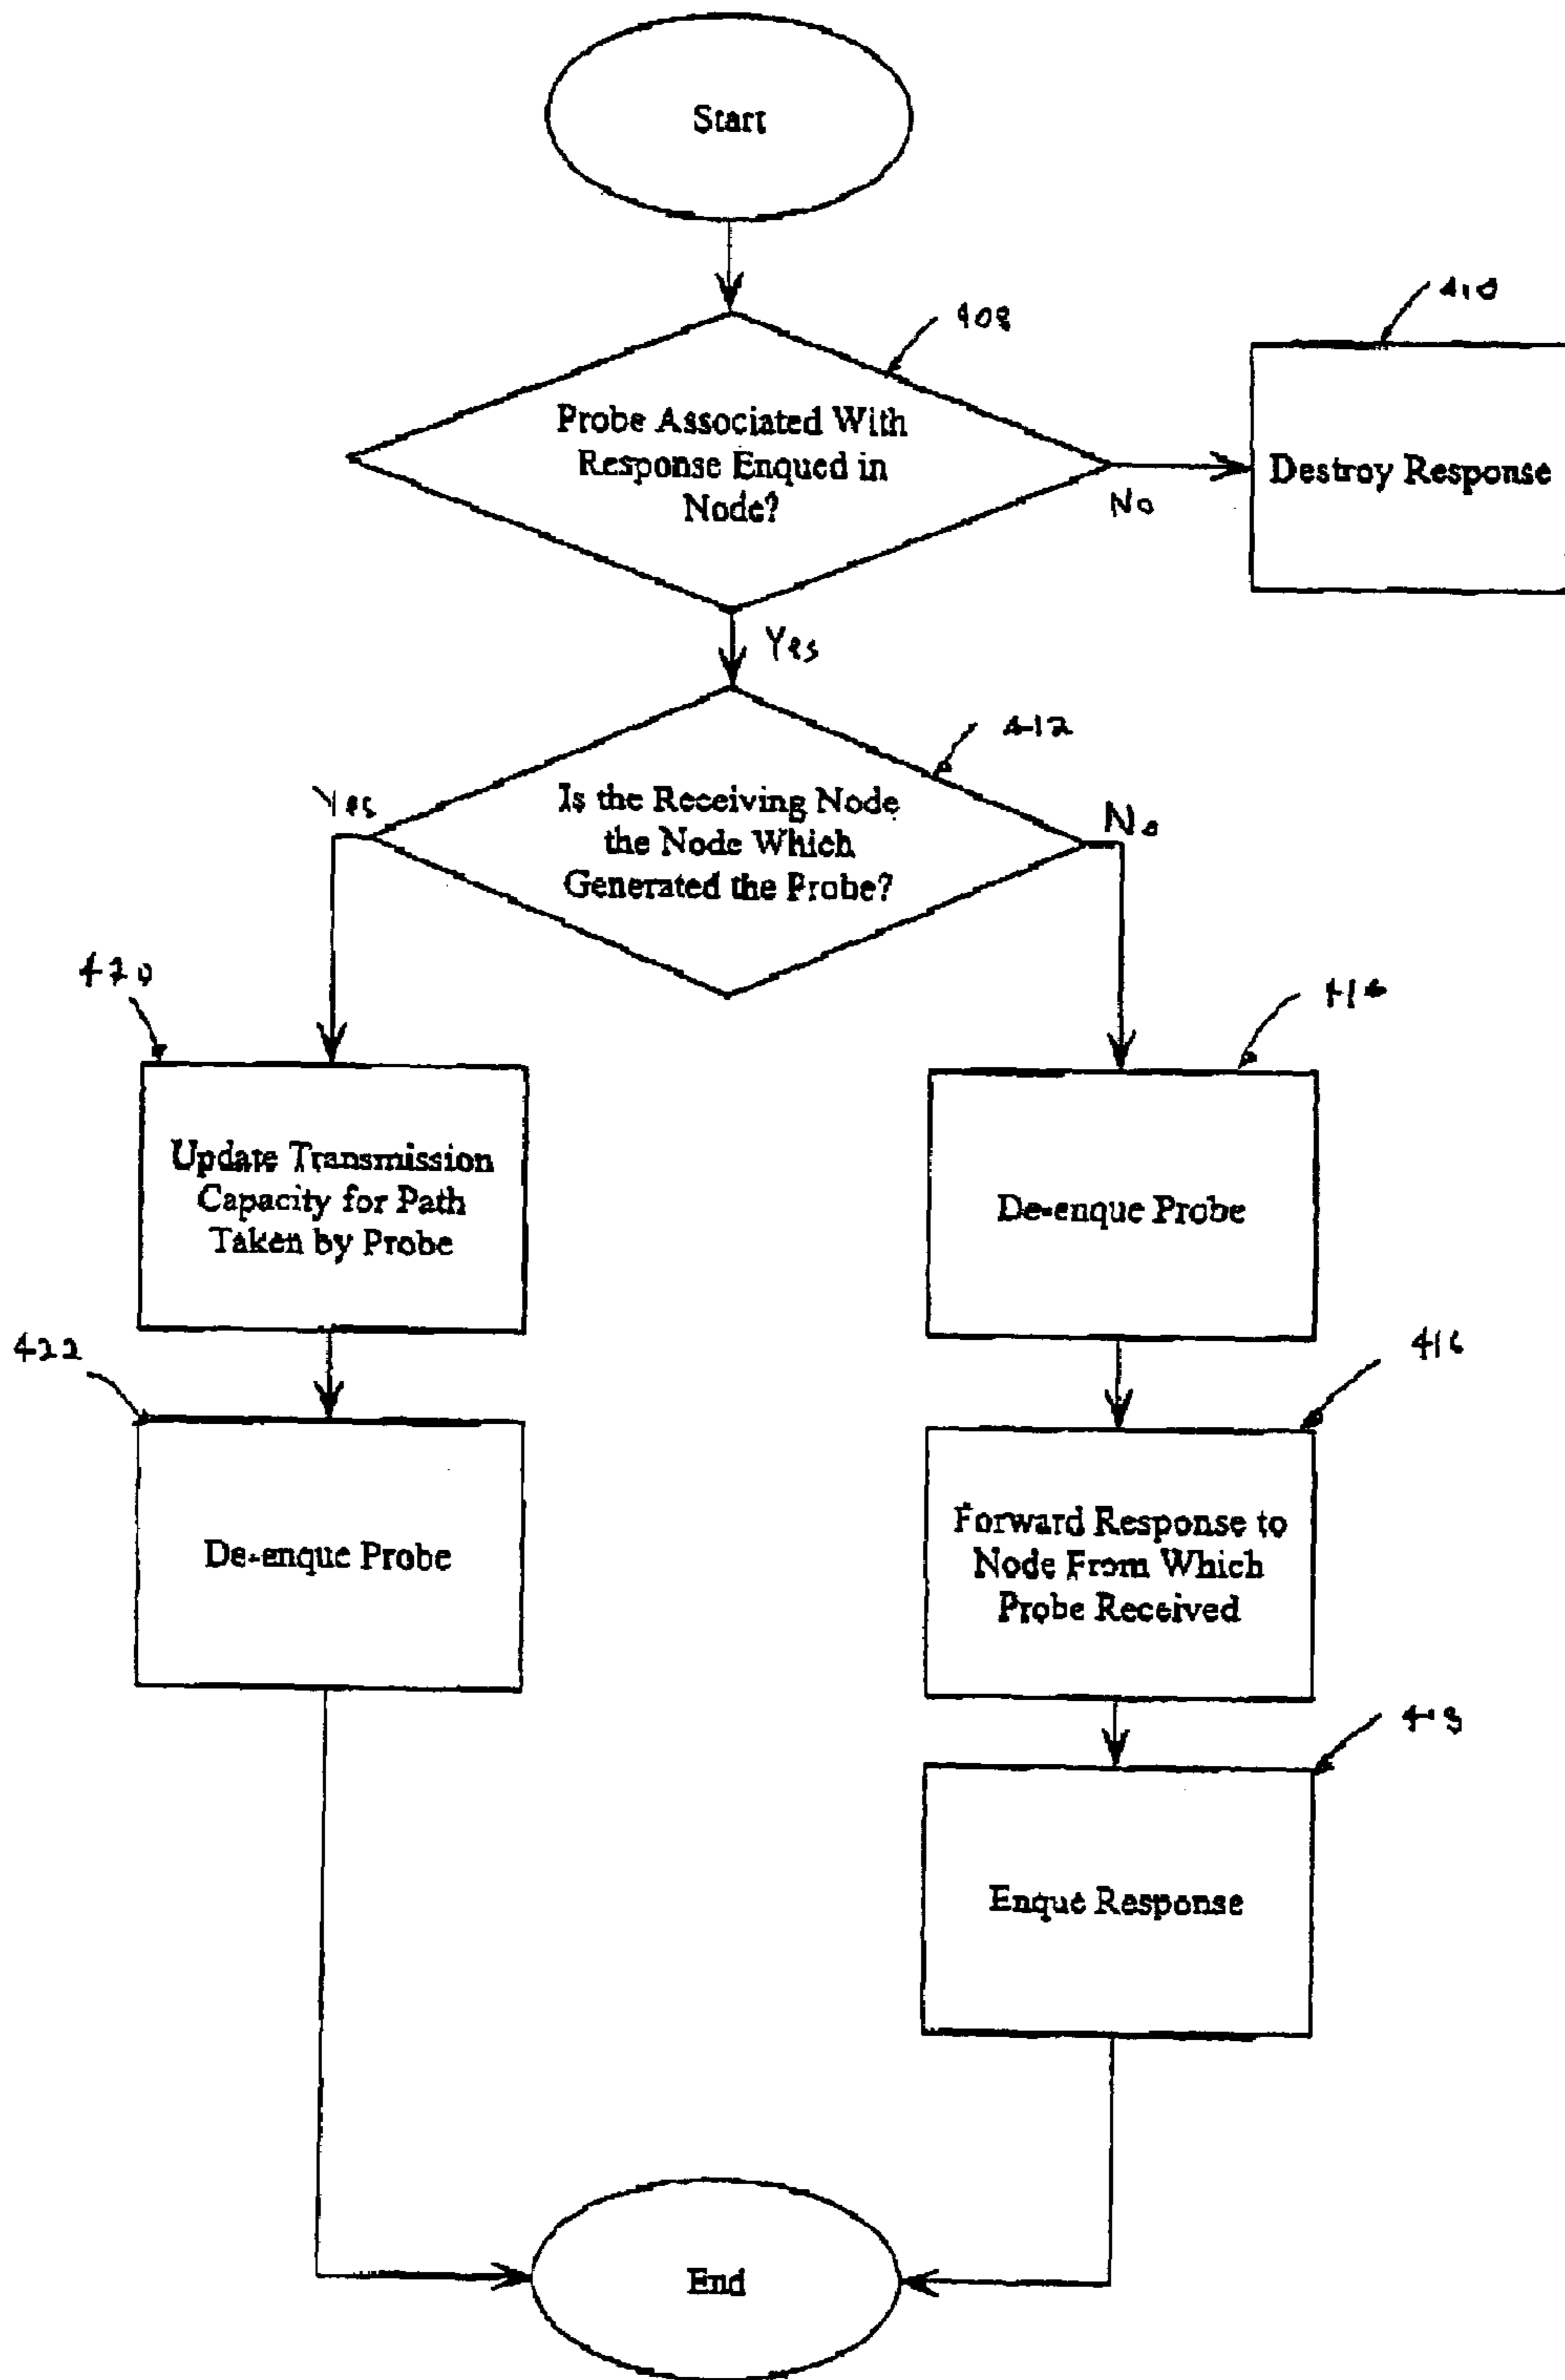 Start
408
410
Probe Associated With
Response Enqued in
Node?
Destroy Response
No
Yes
412
Is the Receiving Node
the Node Which
Generated the Probe?
Yes
No
420
414
Update Transmission
Capacity for Path
Taken by Probe
De-enque Probe
422
416
De-enque Probe
Forward Response to
Node From Which
Probe Received
418
Enque Response
End